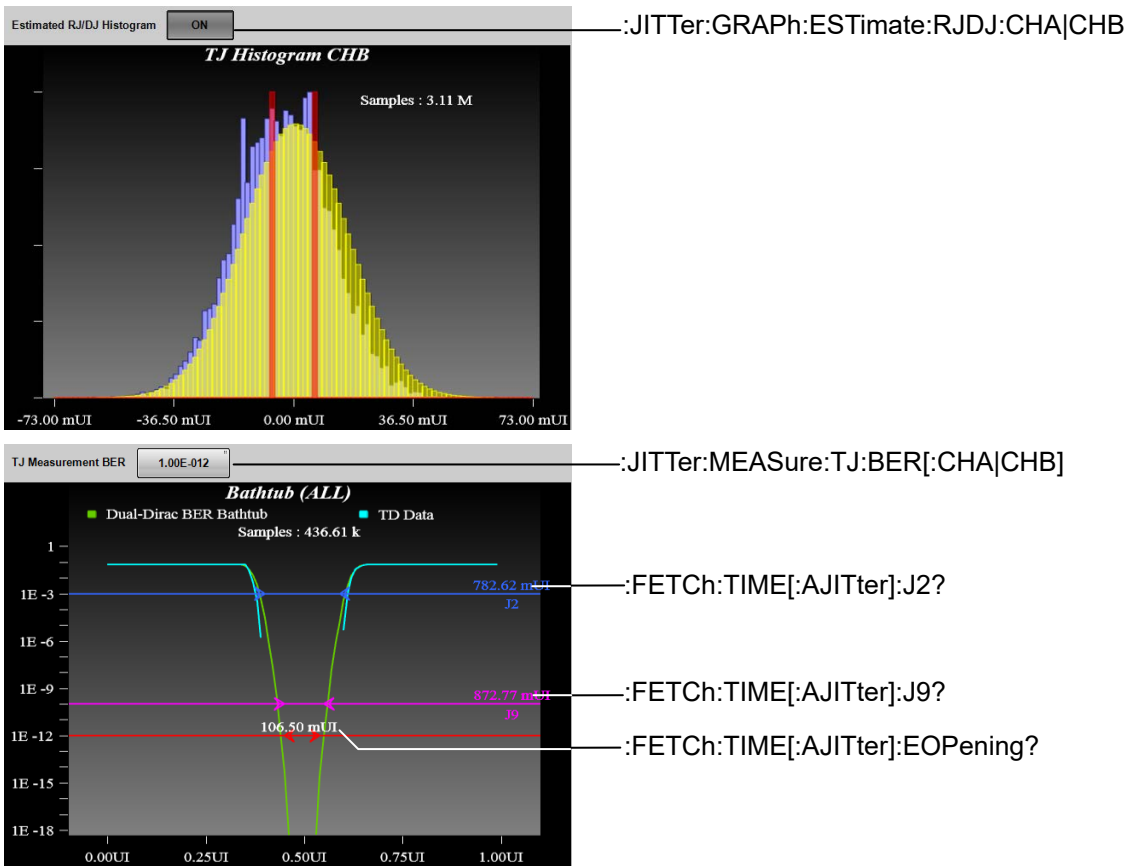 Estimated RJ/DJ Histogram ON :JITTer:GRAPh:ESTimate:RJDJ:CHA|CHB
TJ Histogram CHB
Samples : 3.11 M
-73.00 mUI -36.50 mUI 0.00 mUI 36.50 mUI 73.00 mUI
TJ Measurement BER 1.00E-012 :JITTer:MEASure:TJ:BER[:CHA|CHB]
Bathtub (ALL)
Dual-Dirac BER Bathtub TD Data
Samples : 436.61 k
1
782.62 mUI :FETCh:TIME[:AJITter]:J2?
1E -3
J2
1E -6
1E -9
872.77 mUI :FETCh:TIME[:AJITter]:J9?
J9
106.50 mUI
1E -12
:FETCh:TIME[:AJITter]:EOPening?
1E -15
1E -18
0.00UI 0.25UI 0.50UI 0.75UI 1.00UI